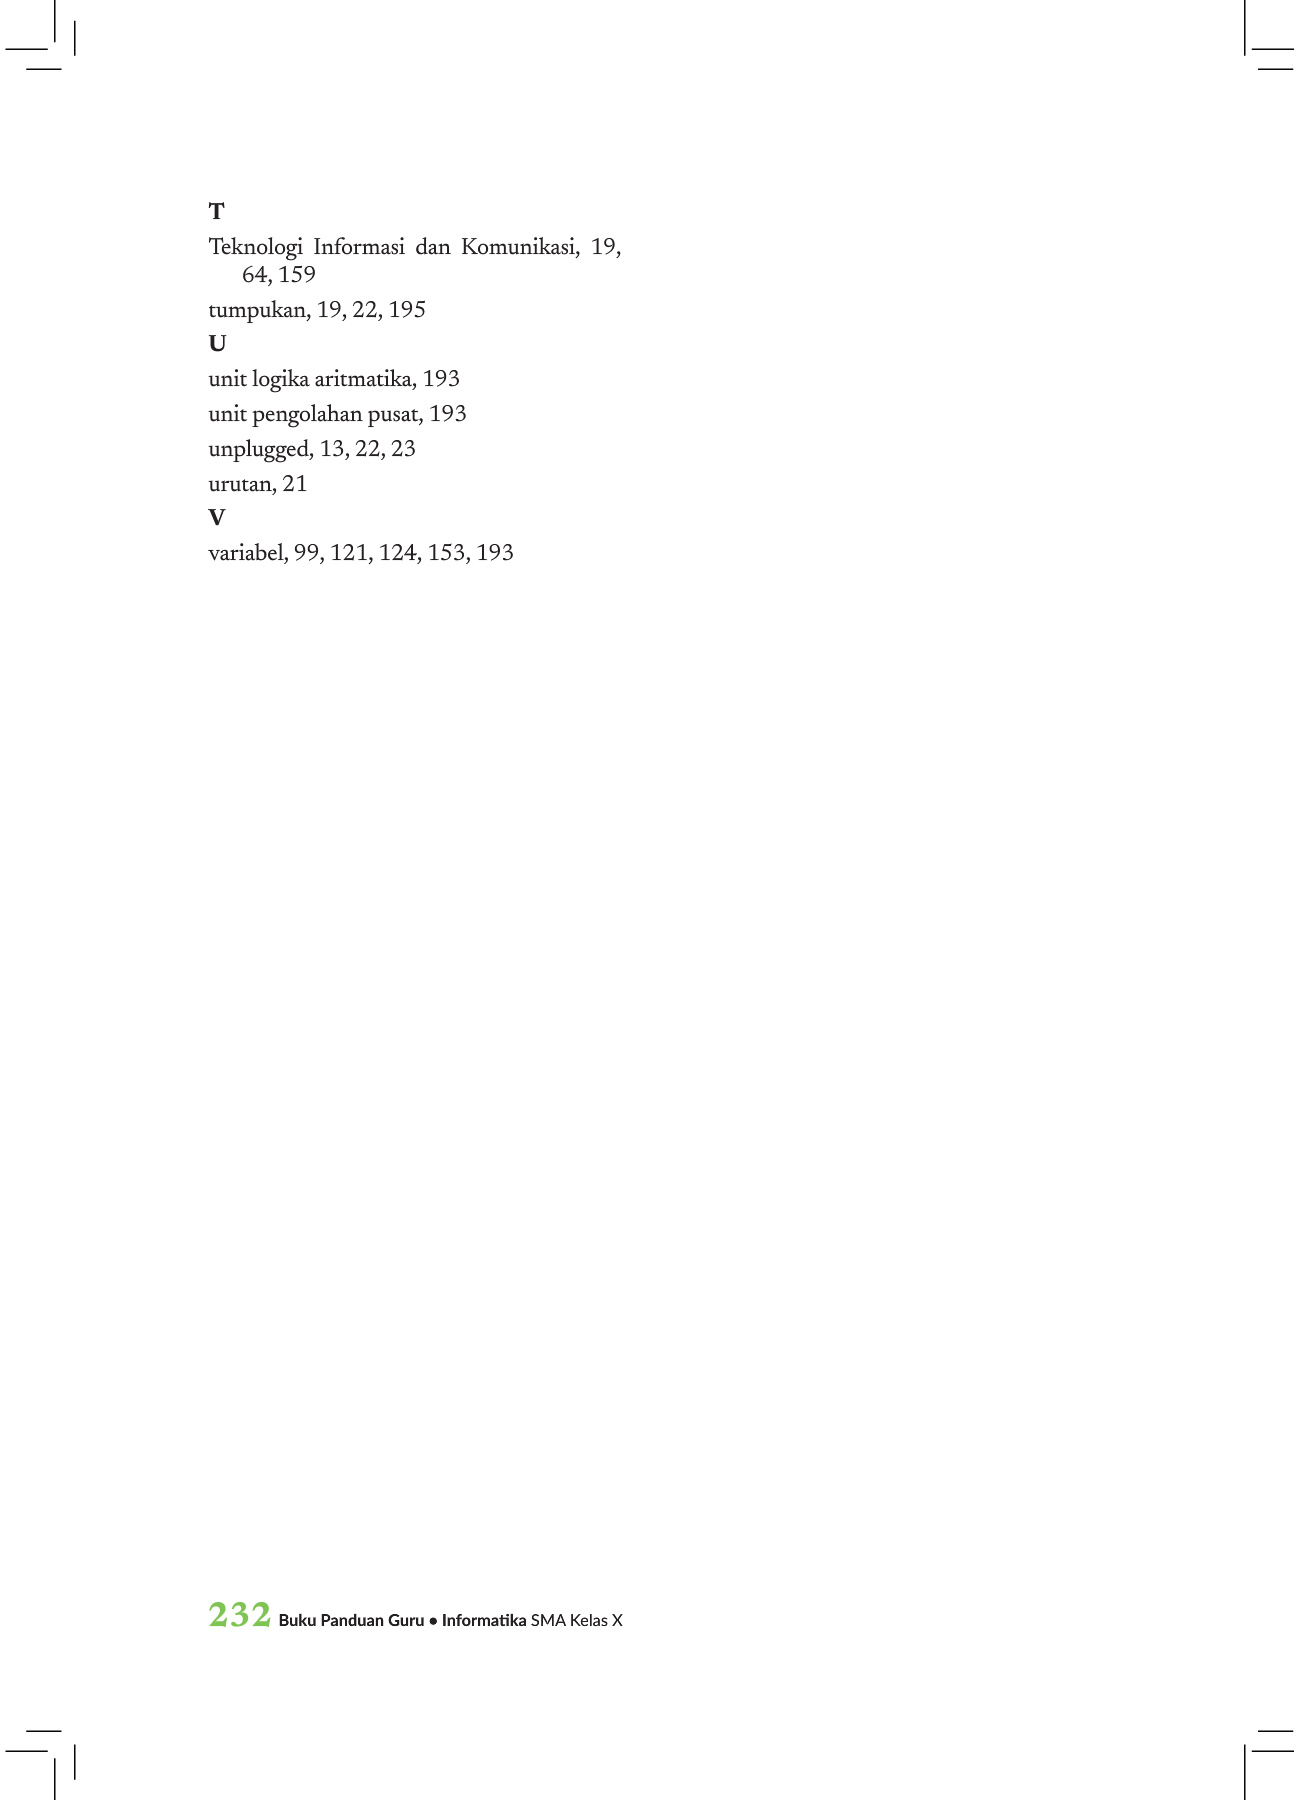 T
Teknologi Informasi dan Komunikasi, 19,
64, 159
tumpukan, 19, 22, 195
U
unit logika aritmatika, 193
unit pengolahan pusat, 193
unplugged, 13, 22, 23
urutan, 21
V
variabel, 99, 121, 124, 153, 193
232 Buku Panduan Guru • Informatika SMA Kelas X